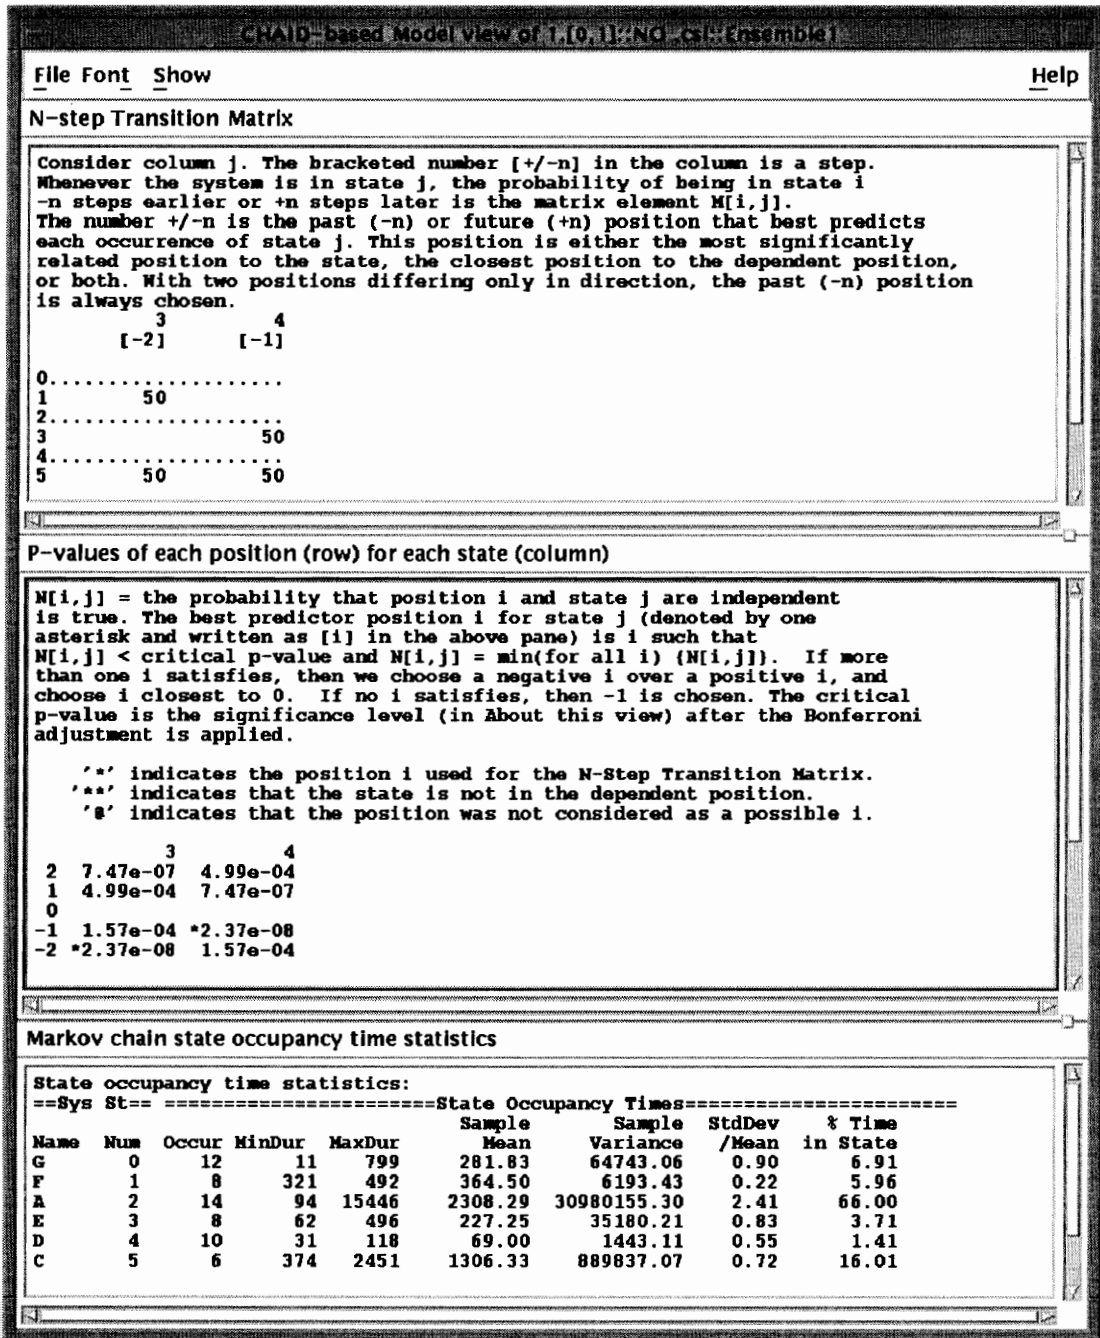 CHAID-based Model view of 1,[0,1]::NO_csl::Ensemble1
File Font Show Help
N-step Transition Matrix
Consider column j. The bracketed number [+/-n] in the column is a step.
Whenever the system is in state j, the probability of being in state i
-n steps earlier or +n steps later is the matrix element M[i,j].
The number +/-n is the past (-n) or future (+n) position that best predicts
each occurrence of state j. This position is either the most significantly
related position to the state, the closest position to the dependent position,
or both. With two positions differing only in direction, the past (-n) position
is always chosen.
3 4
[-2] [-1]
0....................
1 50
2....................
3 50
4....................
5 50 50
P-values of each position (row) for each state (column)
N[i,j] = the probability that position i and state j are independent
is true. The best predictor position i for state j (denoted by one
asterisk and written as [i] in the above pane) is i such that
N[i,j] < critical p-value and N[i,j] = min(for all i) {N[i,j]}. If more
than one i satisfies, then we choose a negative i over a positive i, and
choose i closest to 0. If no i satisfies, then -1 is chosen. The critical
p-value is the significance level (in About this view) after the Bonferroni
adjustment is applied.
'*' indicates the position i used for the N-Step Transition Matrix.
'**' indicates that the state is not in the dependent position.
'@' indicates that the position was not considered as a possible i.
3 4
2 7.47e-07 4.99e-04
1 4.99e-04 7.47e-07
0
-1 1.57e-04 *2.37e-08
-2 *2.37e-08 1.57e-04
Markov chain state occupancy time statistics
State occupancy time statistics:
==Sys St== =======================State Occupancy Times=======================
Sample Sample StdDev % Time
Name Num Occur MinDur MaxDur Mean Variance /Mean in State
G 0 12 11 799 281.83 64743.06 0.90 6.91
F 1 8 321 492 364.50 6193.43 0.22 5.96
A 2 14 94 15446 2308.29 30980155.30 2.41 66.00
E 3 8 62 496 227.25 35180.21 0.83 3.71
D 4 10 31 118 69.00 1443.11 0.55 1.41
C 5 6 374 2451 1306.33 889837.07 0.72 16.01